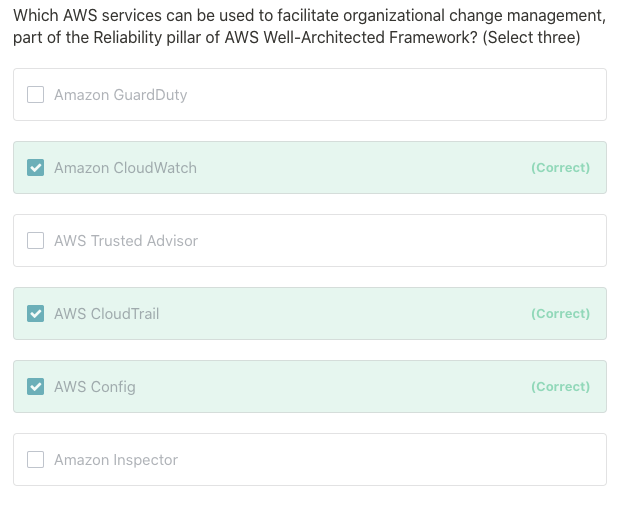 Which AWS services can be used to facilitate organizational change management,
part of the Reliability pillar of AWS Well-Architected Framework? (Select three)
Amazon GuardDuty
Amazon CloudWatch (Correct)
AWS Trusted Advisor
AWS CloudTrail (Correct)
AWS Config (Correct)
Amazon Inspector